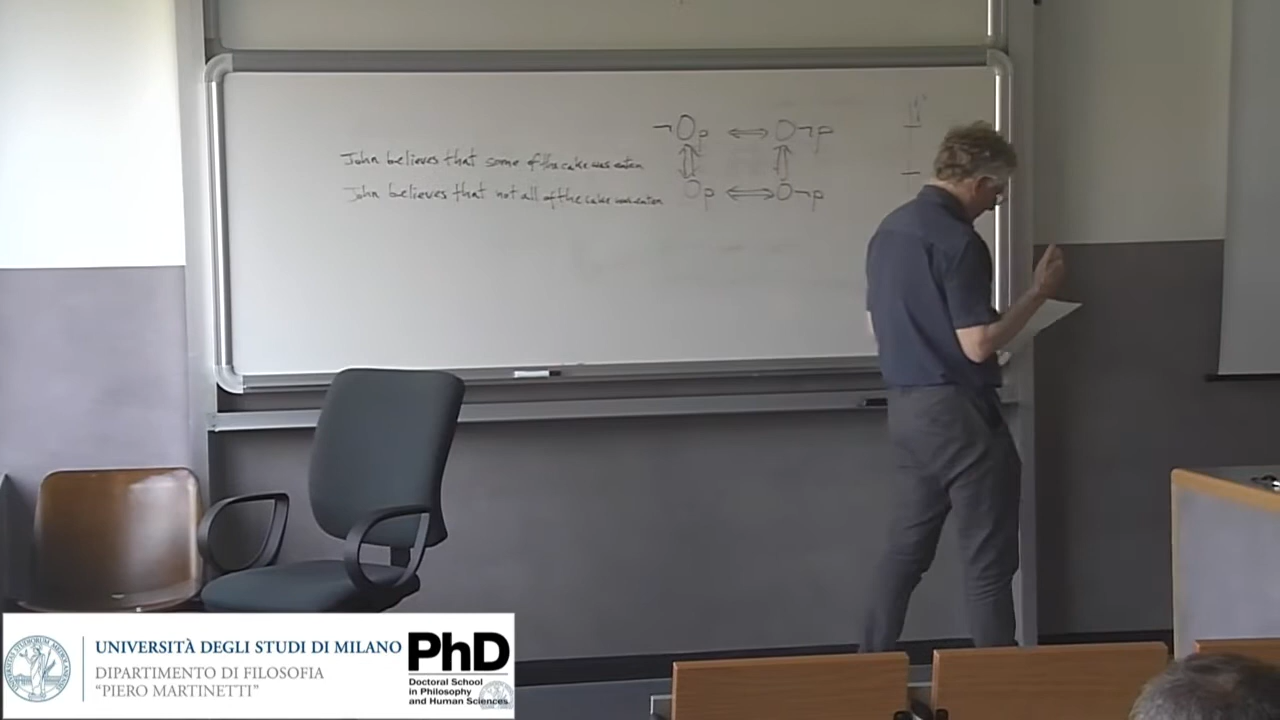 ¬Op ⇔ O¬p
John believes that some of the cake was eaten
John believes that not all of the cake was eaten Op ⇔ O¬p
UNIVERSITÀ DEGLI STUDI DI MILANO
DIPARTIMENTO DI FILOSOFIA
"PIERO MARTINETTI"
PhD
Doctoral School
in Philosophy
and Human Sciences